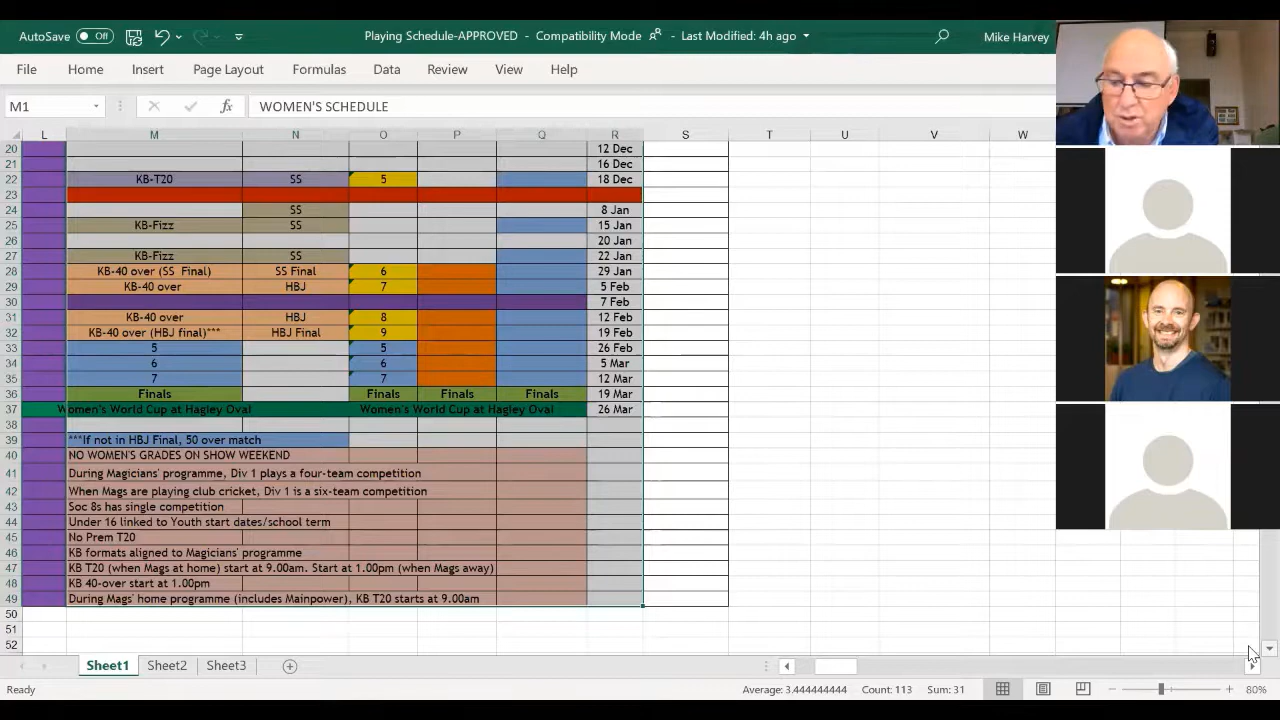 AutoSave Off Playing Schedule-APPROVED - Compatibility Mode - Last Modified: 4h ago Mike Harvey
File Home Insert Page Layout Formulas Data Review View Help
M1 fx WOMEN'S SCHEDULE
L M N O P Q R S T U V W
20 12 Dec
21 16 Dec
22 KB-T20 SS 5 18 Dec
23
24 SS 8 Jan
25 KB-Fizz SS 15 Jan
26 20 Jan
27 KB-Fizz SS 22 Jan
28 KB-40 over (SS Final) SS Final 6 29 Jan
29 KB-40 over HBJ 7 5 Feb
30 7 Feb
31 KB-40 over HBJ 8 12 Feb
32 KB-40 over (HBJ final)*** HBJ Final 9 19 Feb
33 5 5 26 Feb
34 6 6 5 Mar
35 7 7 12 Mar
36 Finals Finals Finals Finals 19 Mar
37 Women's World Cup at Hagley Oval Women's World Cup at Hagley Oval 26 Mar
38
39 ***If not in HBJ Final, 50 over match
40 NO WOMEN'S GRADES ON SHOW WEEKEND
41 During Magicians' programme, Div 1 plays a four-team competition
42 When Mags are playing club cricket, Div 1 is a six-team competition
43 Soc 8s has single competition
44 Under 16 linked to Youth start dates/school term
45 No Prem T20
46 KB formats aligned to Magicians' programme
47 KB T20 (when Mags at home) start at 9.00am. Start at 1.00pm (when Mags away)
48 KB 40-over start at 1.00pm
49 During Mags' home programme (includes Mainpower), KB T20 starts at 9.00am
50
51
52
Sheet1 Sheet2 Sheet3
Ready Average: 3.444444444 Count: 113 Sum: 31 80%